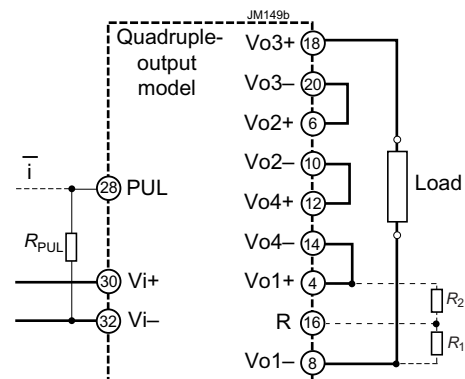 JM149b
Quadruple-
output
model
Vo3+ 18
Vo3– 20
Vo2+ 6
Vo2– 10
Vo4+ 12
Vo4– 14
Vo1+ 4
R 16
Vo1– 8
i
28 PUL
RPUL
30 Vi+
32 Vi–
Load
R2
R1